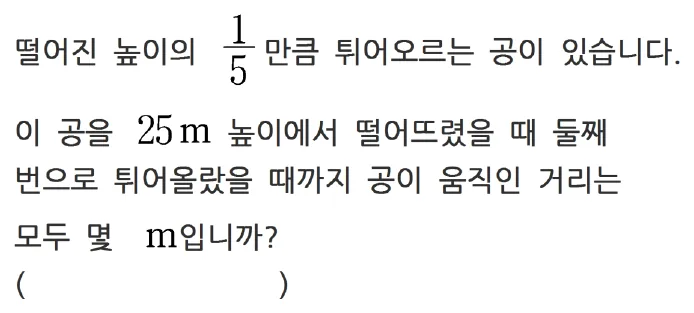 떨어진 높이의 1/5 만큼 튀어오르는 공이 있습니다.
이 공을 25m 높이에서 떨어뜨렸을 때 둘째
번으로 튀어올랐을 때까지 공이 움직인 거리는
모두 몇 m입니까?
( )